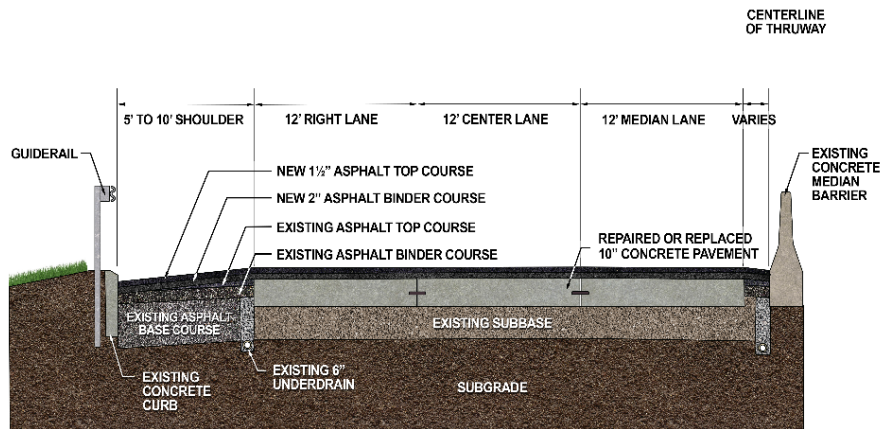 CENTERLINE
OF THRUWAY
5' TO 10' SHOULDER
12' RIGHT LANE
12' CENTER LANE
12' MEDIAN LANE
VARIES
GUIDERAIL
NEW 1½" ASPHALT TOP COURSE
NEW 2" ASPHALT BINDER COURSE
EXISTING ASPHALT TOP COURSE
EXISTING ASPHALT BINDER COURSE
REPAIRED OR REPLACED
10" CONCRETE PAVEMENT
EXISTING
CONCRETE
MEDIAN
BARRIER
EXISTING ASPHALT
BASE COURSE
EXISTING SUBBASE
EXISTING
CONCRETE
CURB
EXISTING 6"
UNDERDRAIN
SUBGRADE